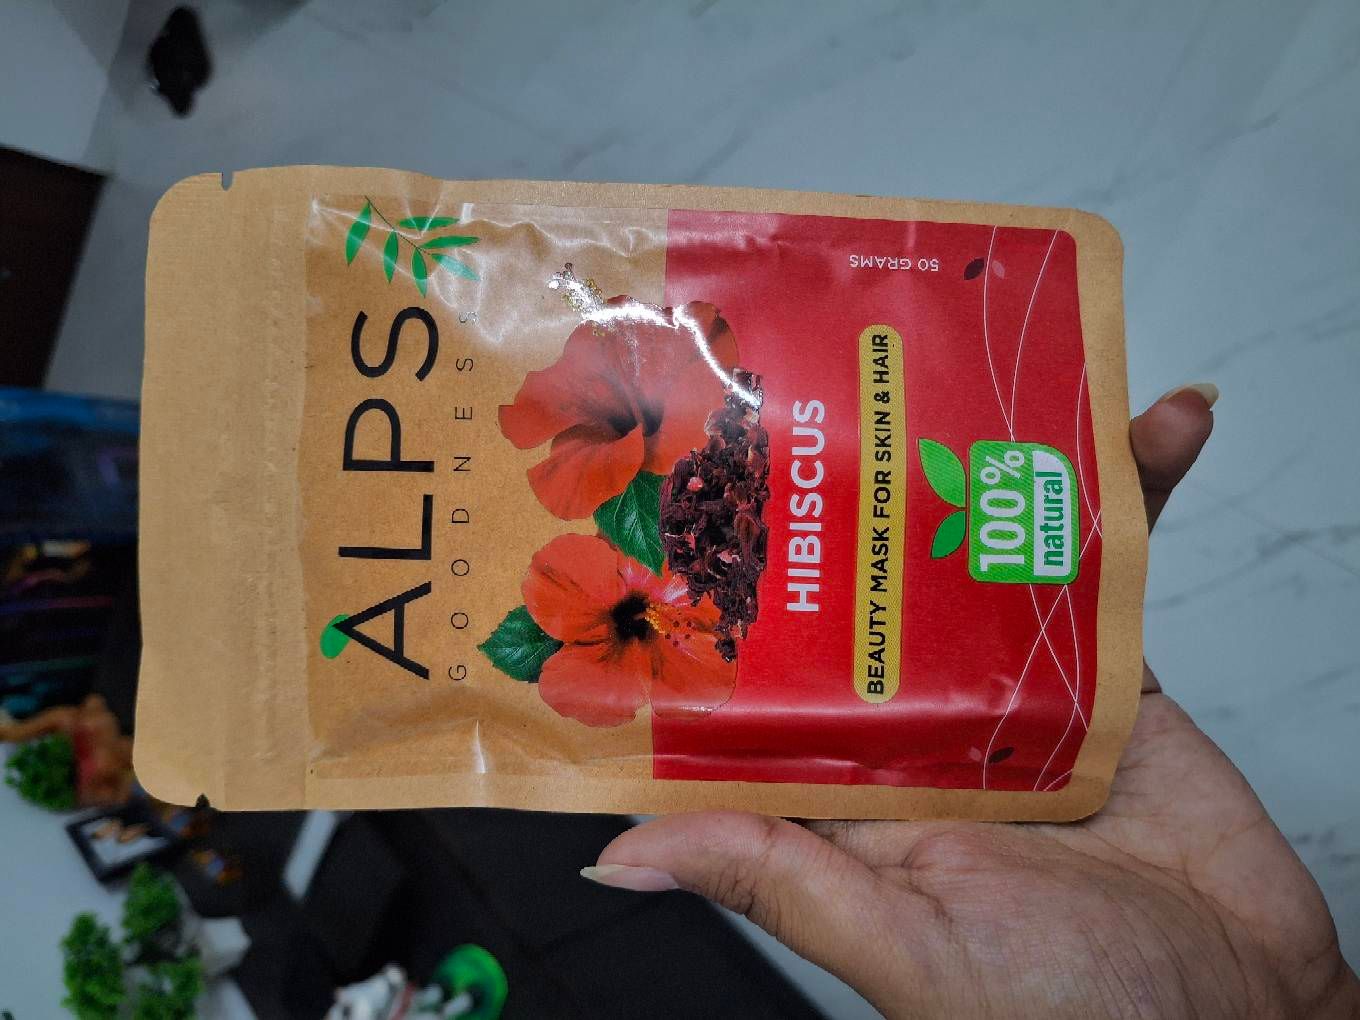 ALPS
GOODNESS
HIBISCUS
BEAUTY MASK FOR SKIN & HAIR
100%
natural
50 GRAMS